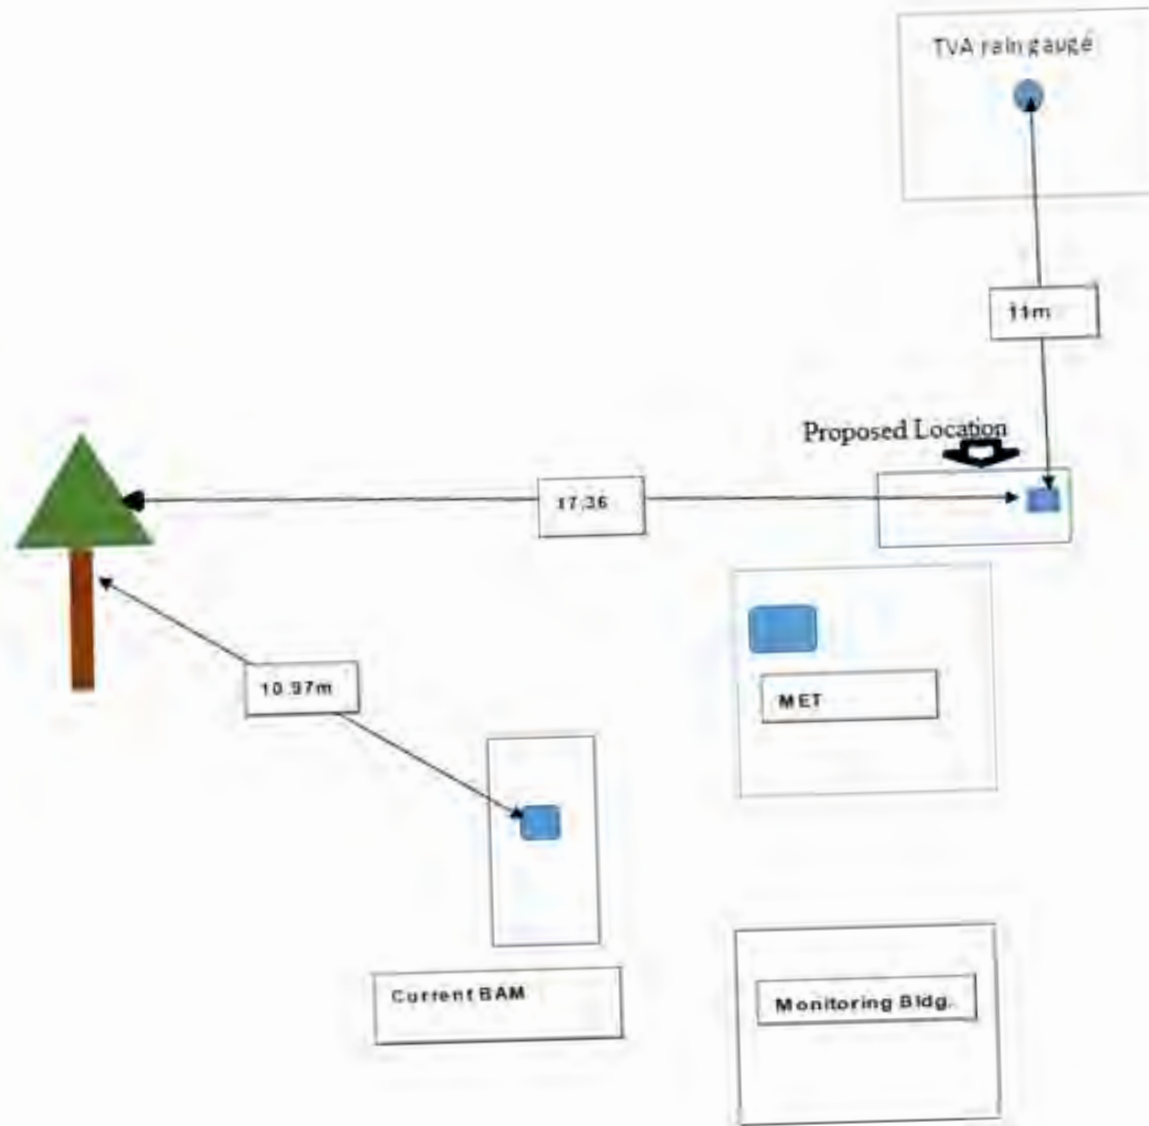 TVA rain gauge
11m
Proposed Location
17.36
10.97m
MET
Current BAM
Monitoring Bldg.